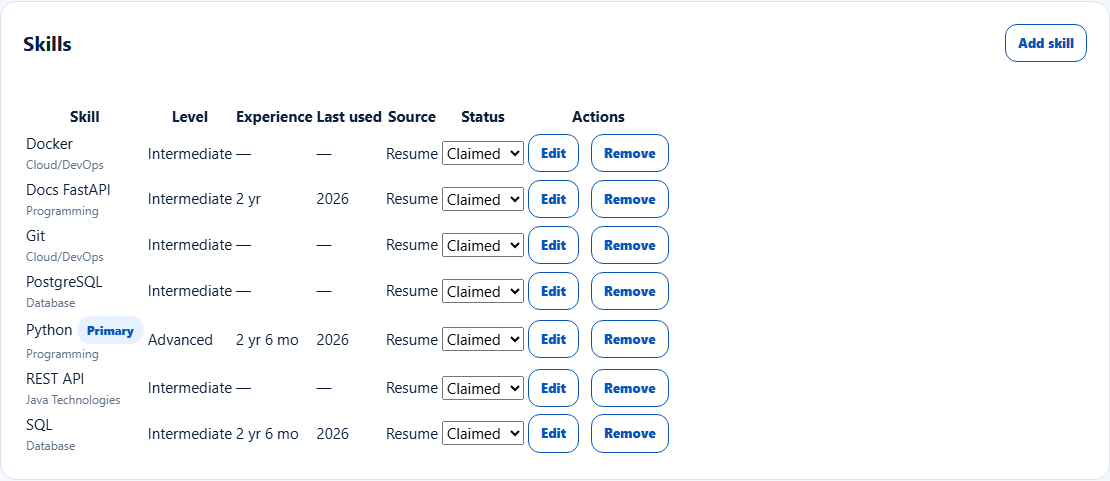 Skills
Add skill
Skill Level Experience Last used Source Status Actions
Docker
Cloud/DevOps
Intermediate — — Resume Claimed Edit Remove
Docs FastAPI
Programming
Intermediate 2 yr 2026 Resume Claimed Edit Remove
Git
Cloud/DevOps
Intermediate — — Resume Claimed Edit Remove
PostgreSQL
Database
Intermediate — — Resume Claimed Edit Remove
Python Primary
Programming
Advanced 2 yr 6 mo 2026 Resume Claimed Edit Remove
REST API
Java Technologies
Intermediate — — Resume Claimed Edit Remove
SQL
Database
Intermediate 2 yr 6 mo 2026 Resume Claimed Edit Remove